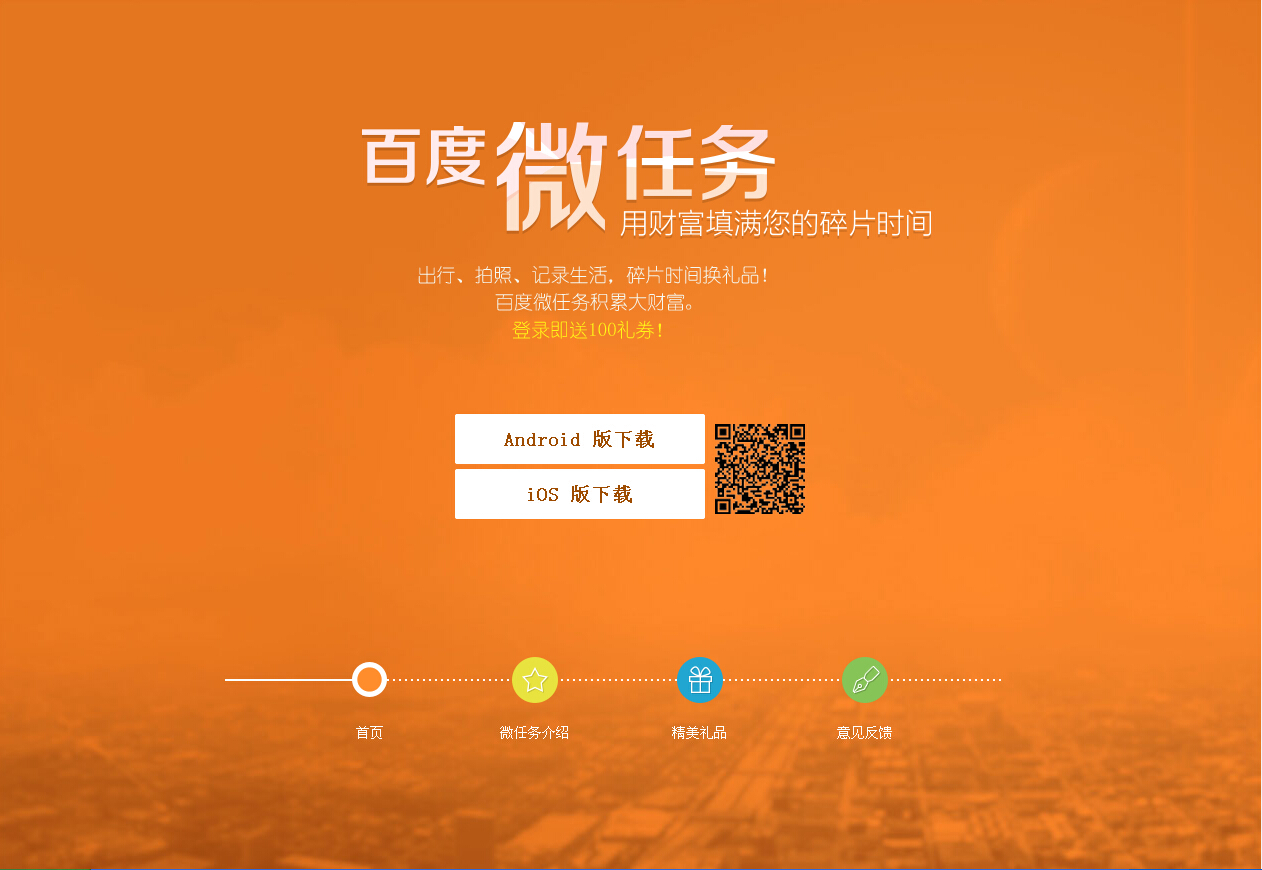 百度微任务
用财富填满您的碎片时间
出行、拍照、记录生活，碎片时间换礼品！
百度微任务积累大财富。
登录即送100礼券！
Android 版下载
iOS 版下载
首页
微任务介绍
精美礼品
意见反馈